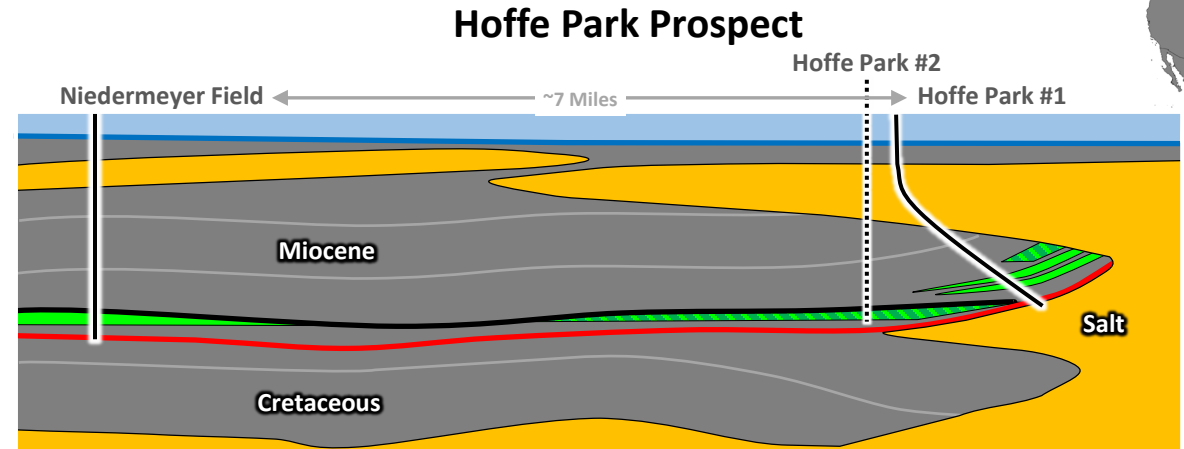 Hoffe Park Prospect
Hoffe Park #2
Niedermeyer Field
~7 Miles
Hoffe Park #1
Miocene
Salt
Cretaceous